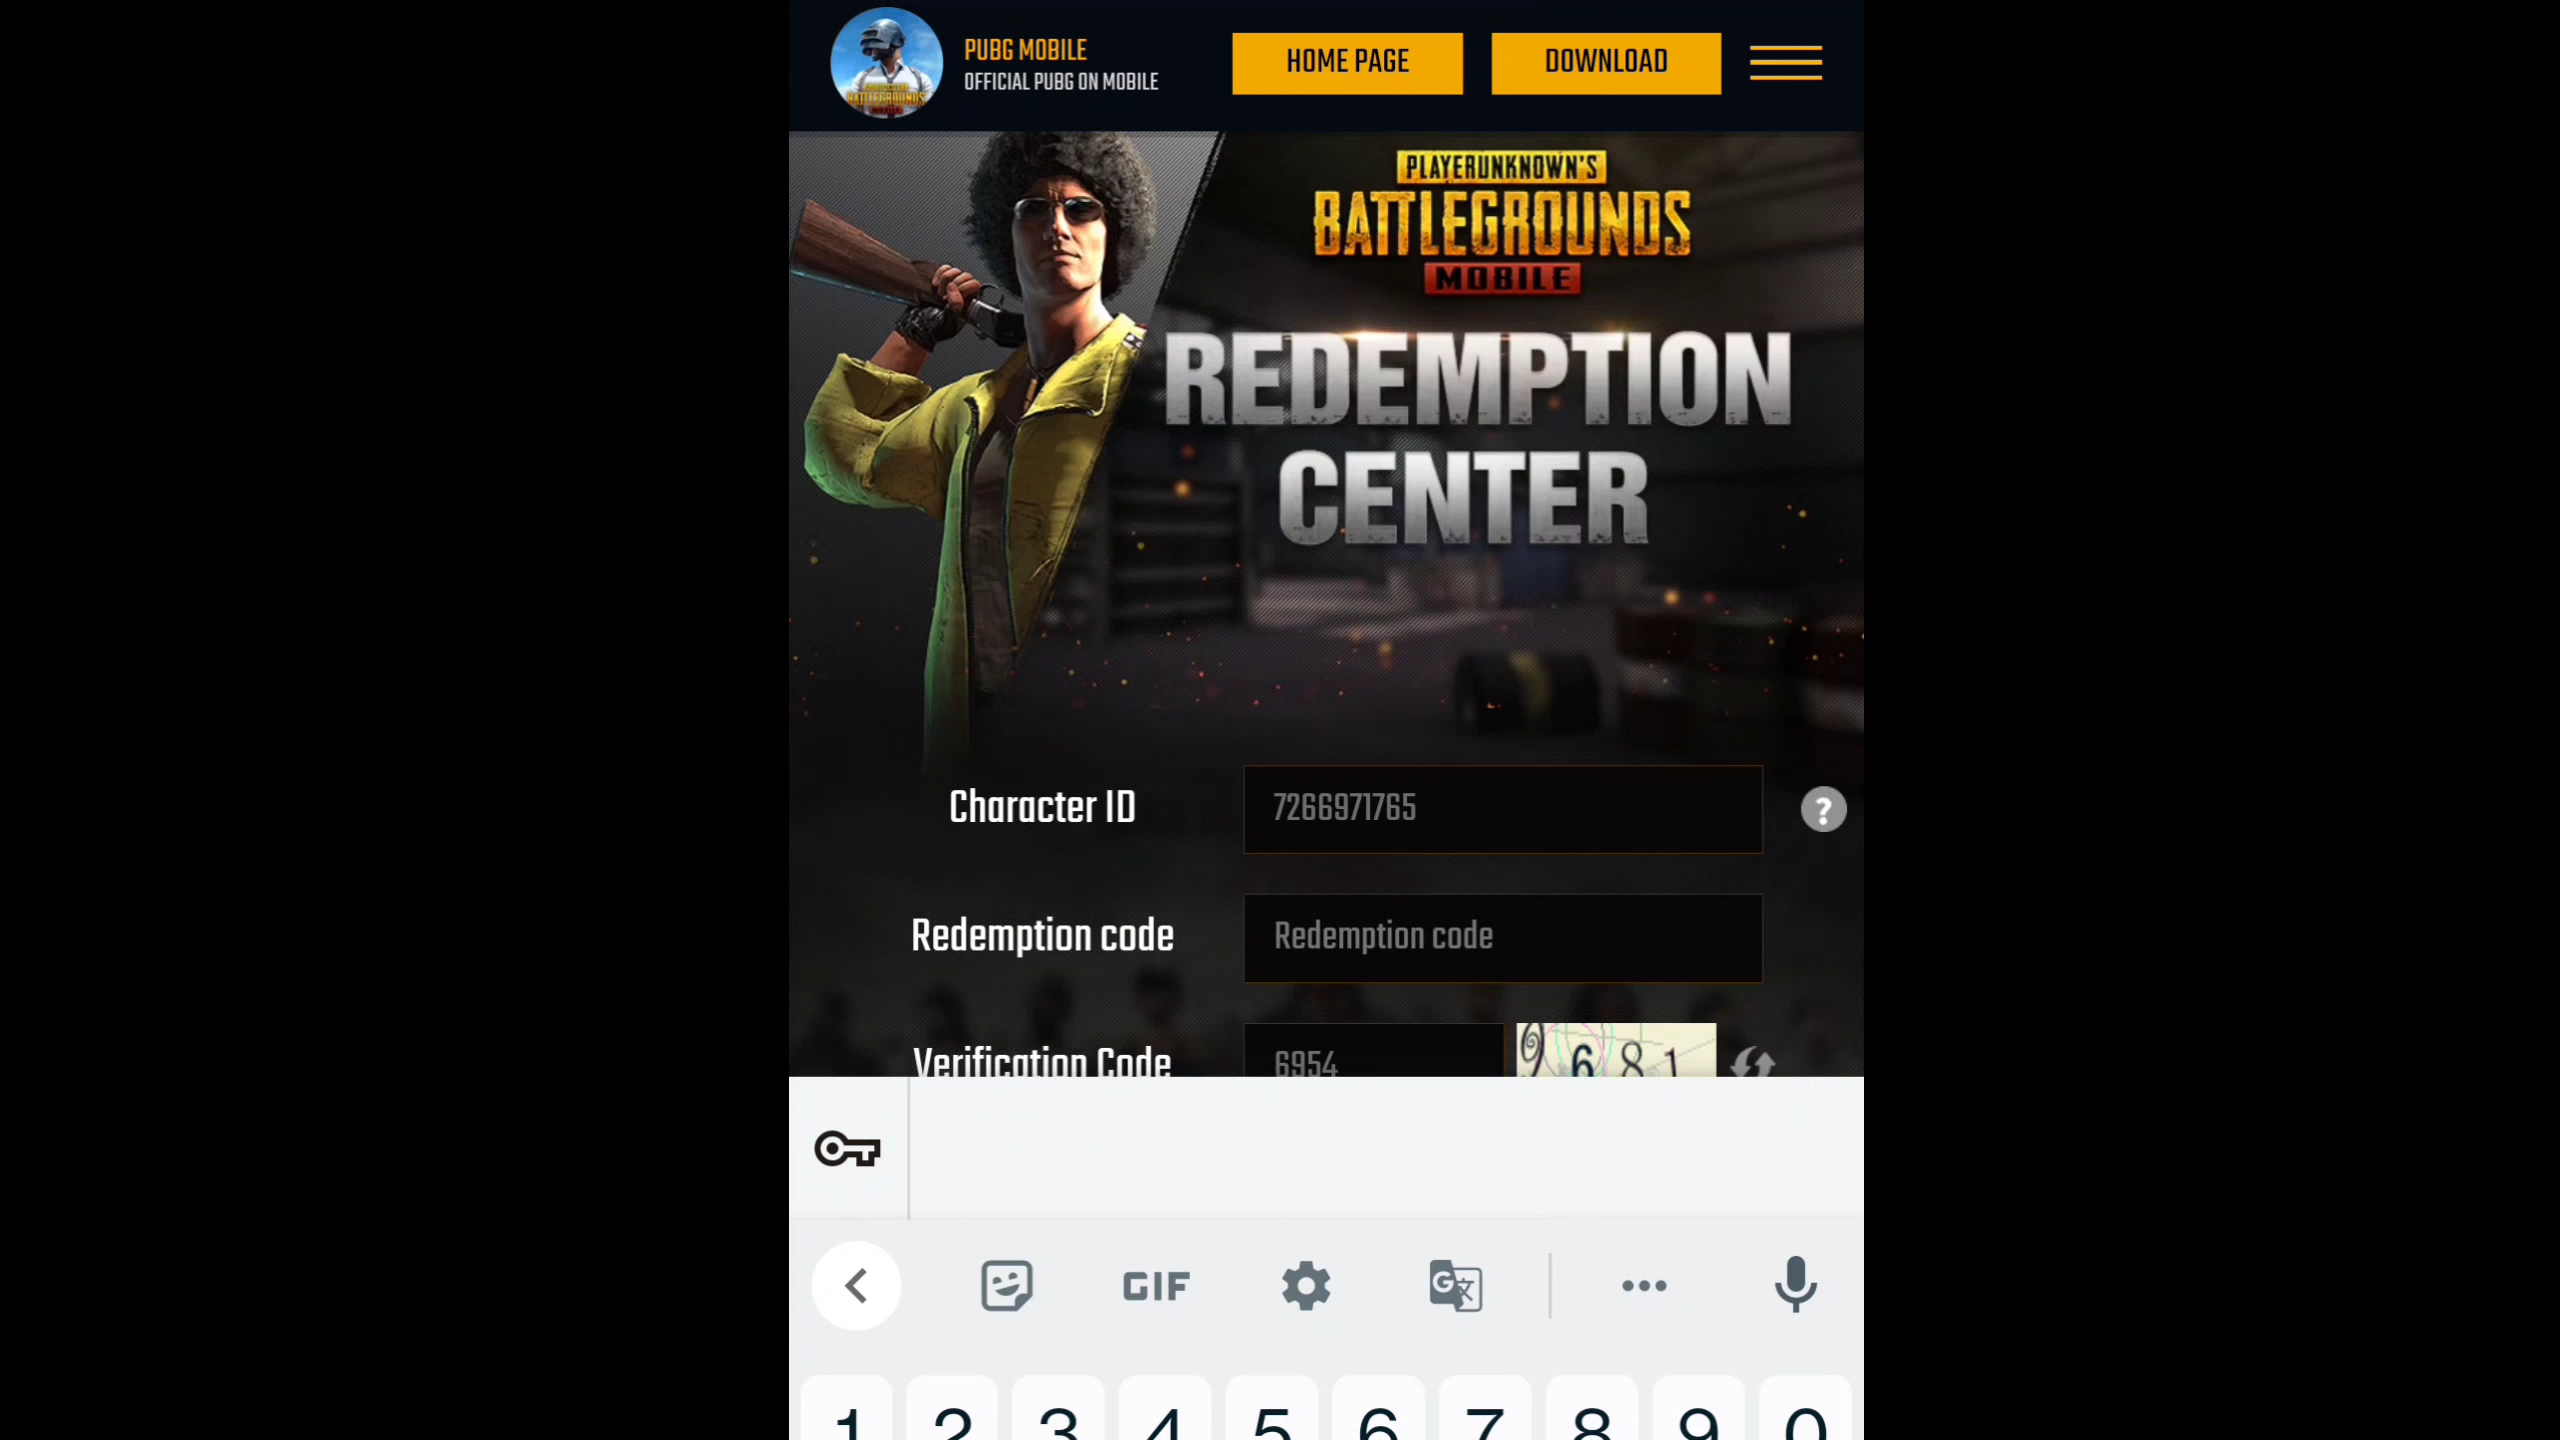 PUBG MOBILE
OFFICIAL PUBG ON MOBILE
HOME PAGE
DOWNLOAD
PLAYERUNKNOWN'S
BATTLEGROUNDS
MOBILE
REDEMPTION
CENTER
Character ID
7266971765
?
Redemption code
Redemption code
Verification Code
6954
9681
GIF
G
1 2 3 4 5 6 7 8 9 0